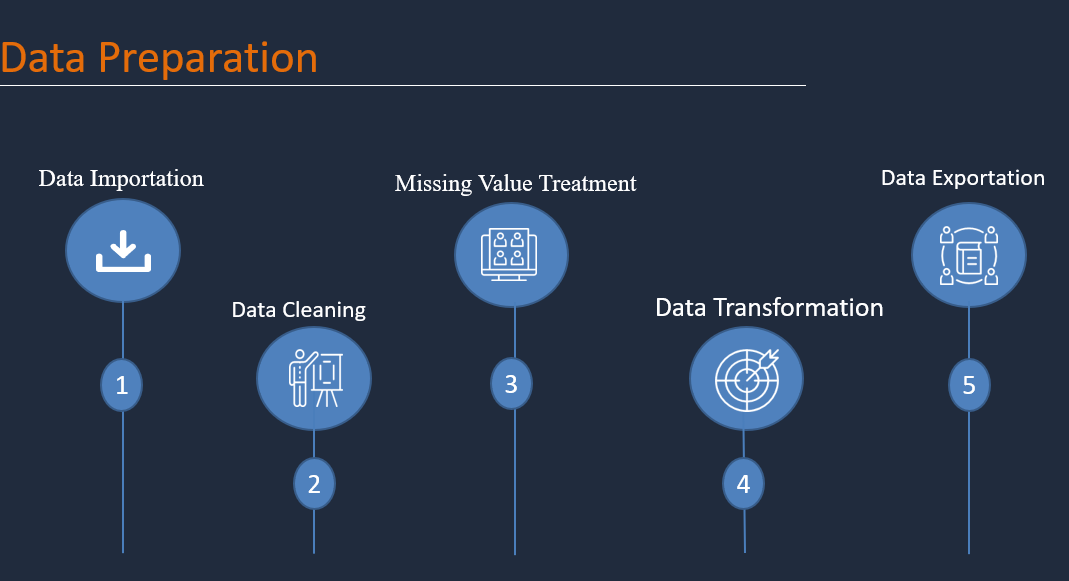 Data Preparation
Data Importation
1
Data Cleaning
2
Missing Value Treatment
3
Data Transformation
4
Data Exportation
5